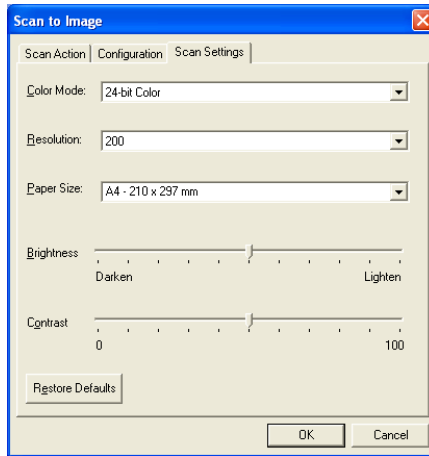 Scan to Image
Scan Action Configuration Scan Settings
Color Mode: 24-bit Color
Resolution: 200
Paper Size: A4 - 210 x 297 mm
Brightness
Darken Lighten
Contrast
0 100
Restore Defaults
OK Cancel